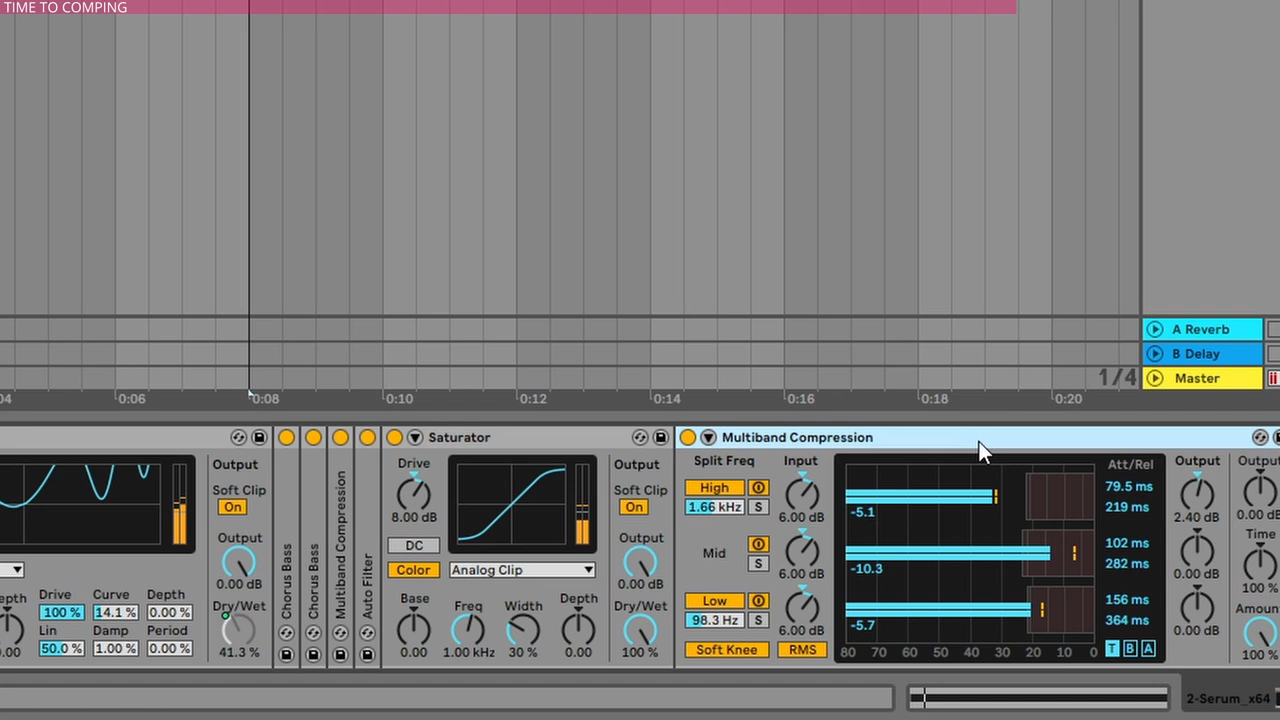 TIME TO COMPING
A Reverb
B Delay
1/4
Master
04
0:06
0:08
0:10
0:12
0:14
0:16
0:18
0:20
Output
Soft Clip
On
Output
0.00 dB
Dry/Wet
41.3 %
epth
0.00
Drive
Curve
Depth
100 %
14.1 %
0.00 %
Lin
Damp
Period
50.0 %
1.00 %
0.00 %
Chorus Bass
Chorus Bass
Multiband Compression
Auto Filter
Saturator
Drive
8.00 dB
DC
Color
Analog Clip
Base
Freq
Width
Depth
0.00
1.00 kHz
30 %
0.00
Output
Soft Clip
On
Output
0.00 dB
Dry/Wet
100 %
Multiband Compression
Split Freq
Input
High
1.66 kHz
S
6.00 dB
Mid
S
6.00 dB
Low
98.3 Hz
S
6.00 dB
Soft Knee
RMS
-5.1
-10.3
-5.7
80 70 60 50 40 30 20 10 0
Att/Rel
79.5 ms
219 ms
102 ms
282 ms
156 ms
364 ms
T B A
Output
2.40 dB
0.00 dB
0.00 dB
Output
0.00 dB
Time
100 %
Amoun
100 %
2-Serum_x64